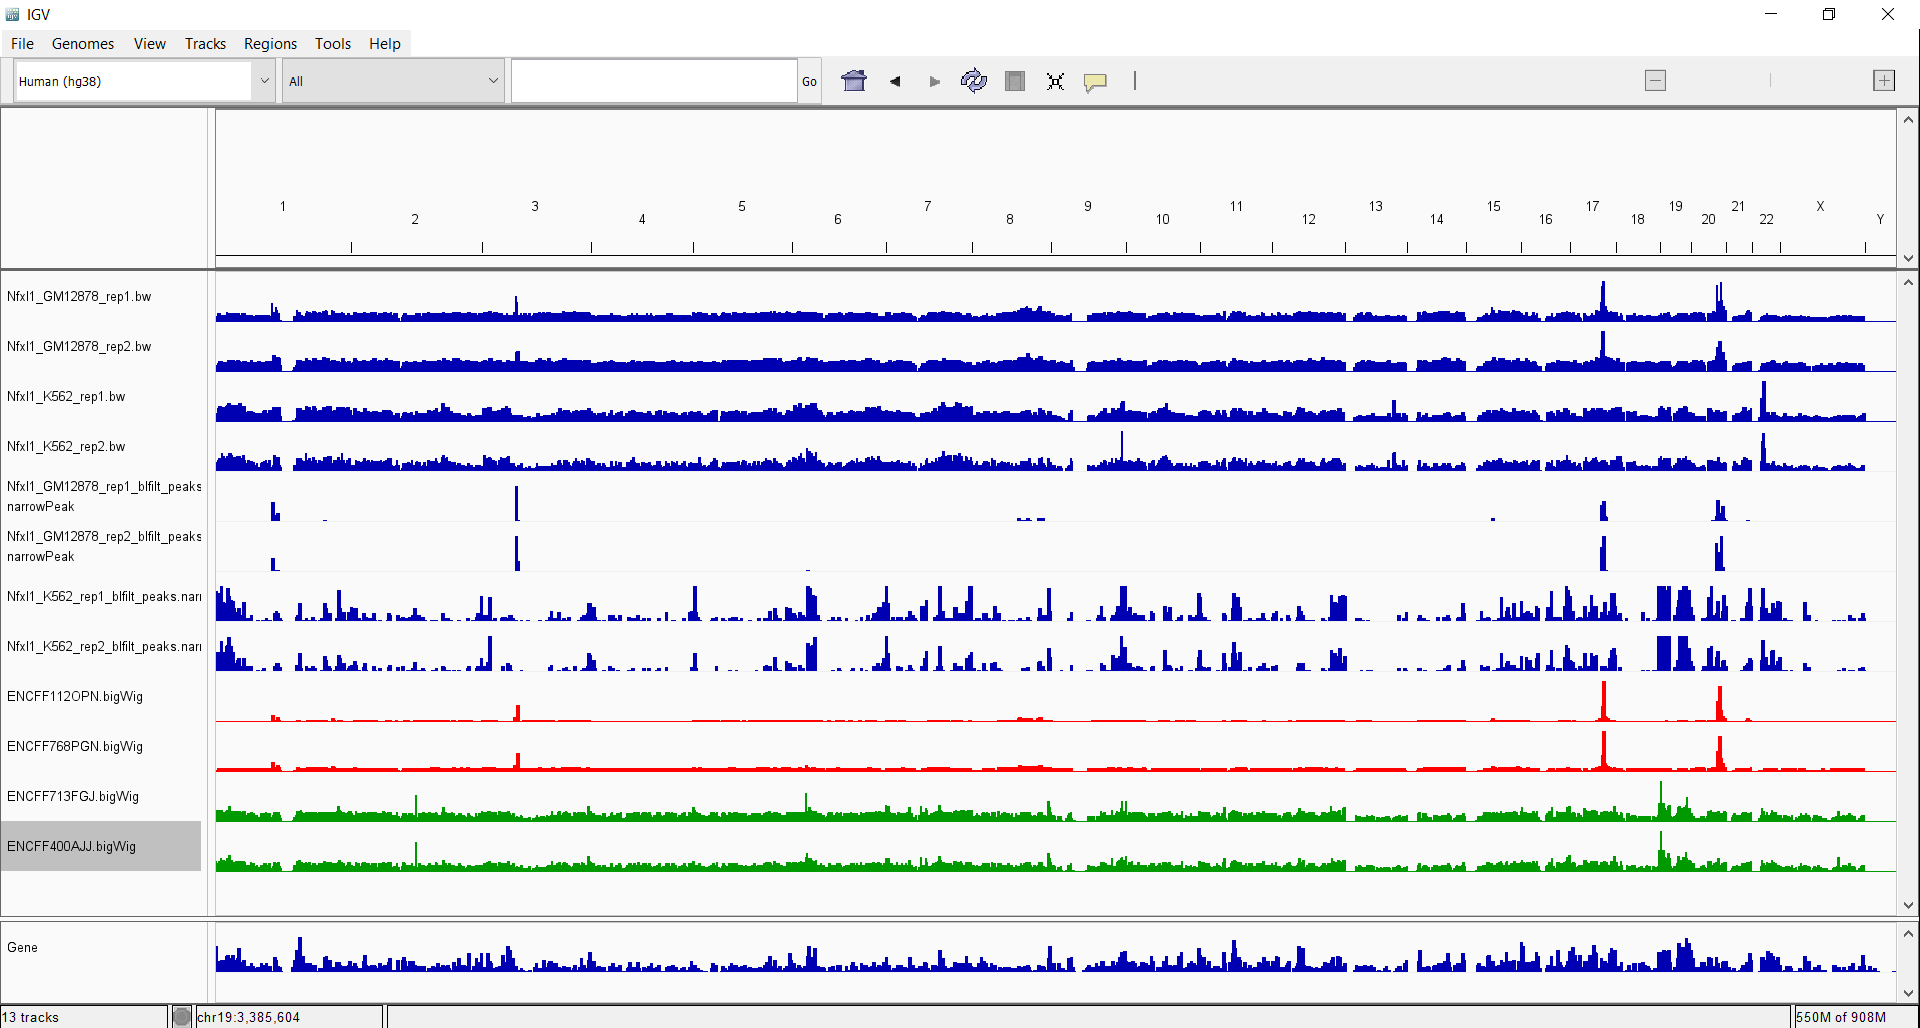 IGV
File Genomes View Tracks Regions Tools Help
Human (hg38) All Go
1 3 5 7 9 11 13 15 17 19 21 X
2 4 6 8 10 12 14 16 18 20 22 Y
Nfxl1_GM12878_rep1.bw
Nfxl1_GM12878_rep2.bw
Nfxl1_K562_rep1.bw
Nfxl1_K562_rep2.bw
Nfxl1_GM12878_rep1_blfilt_peaks
narrowPeak
Nfxl1_GM12878_rep2_blfilt_peaks
narrowPeak
Nfxl1_K562_rep1_blfilt_peaks.narr
Nfxl1_K562_rep2_blfilt_peaks.narr
ENCFF112OPN.bigWig
ENCFF768PGN.bigWig
ENCFF713FGJ.bigWig
ENCFF400AJJ.bigWig
Gene
13 tracks chr19:3,385,604 550M of 908M